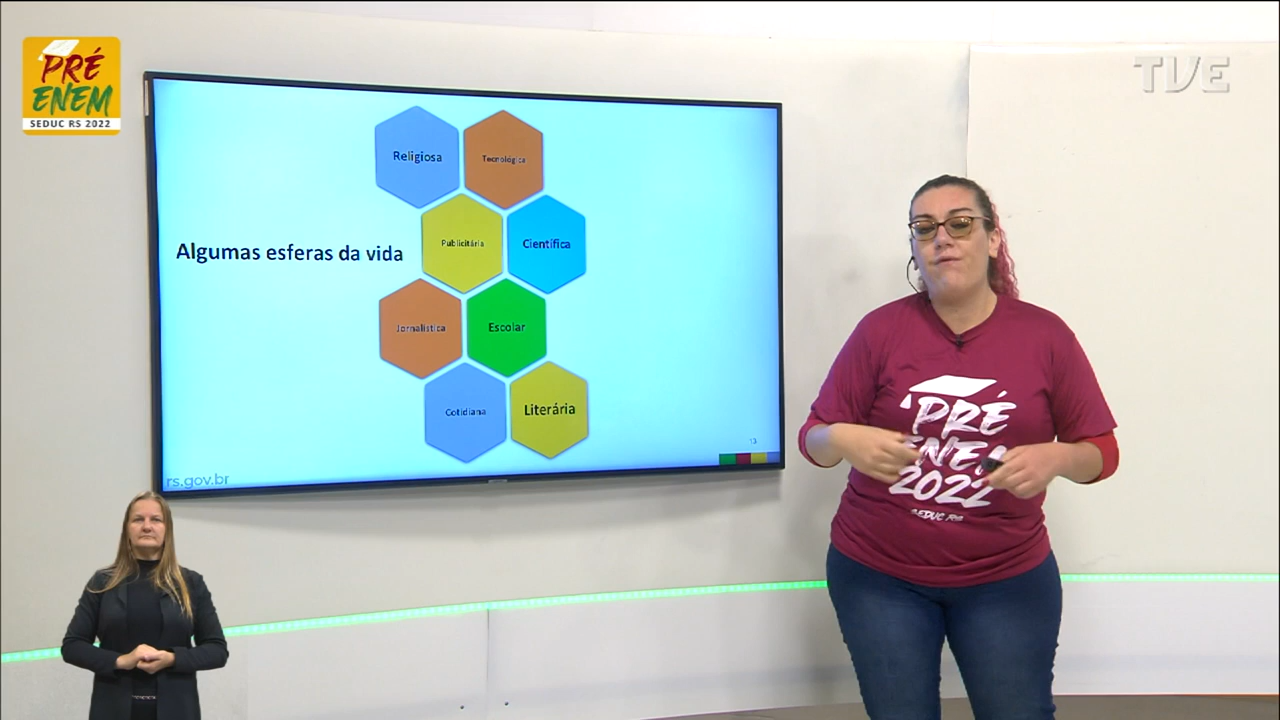 PRÉ
ENEM
SEDUC RS 2022
TVE
Religiosa
Tecnológica
Publicitária
Científica
Algumas esferas da vida
Jornalística
Escolar
Cotidiana
Literária
13
rs.gov.br
PRÉ
ENEM
2022
SEDUC RS